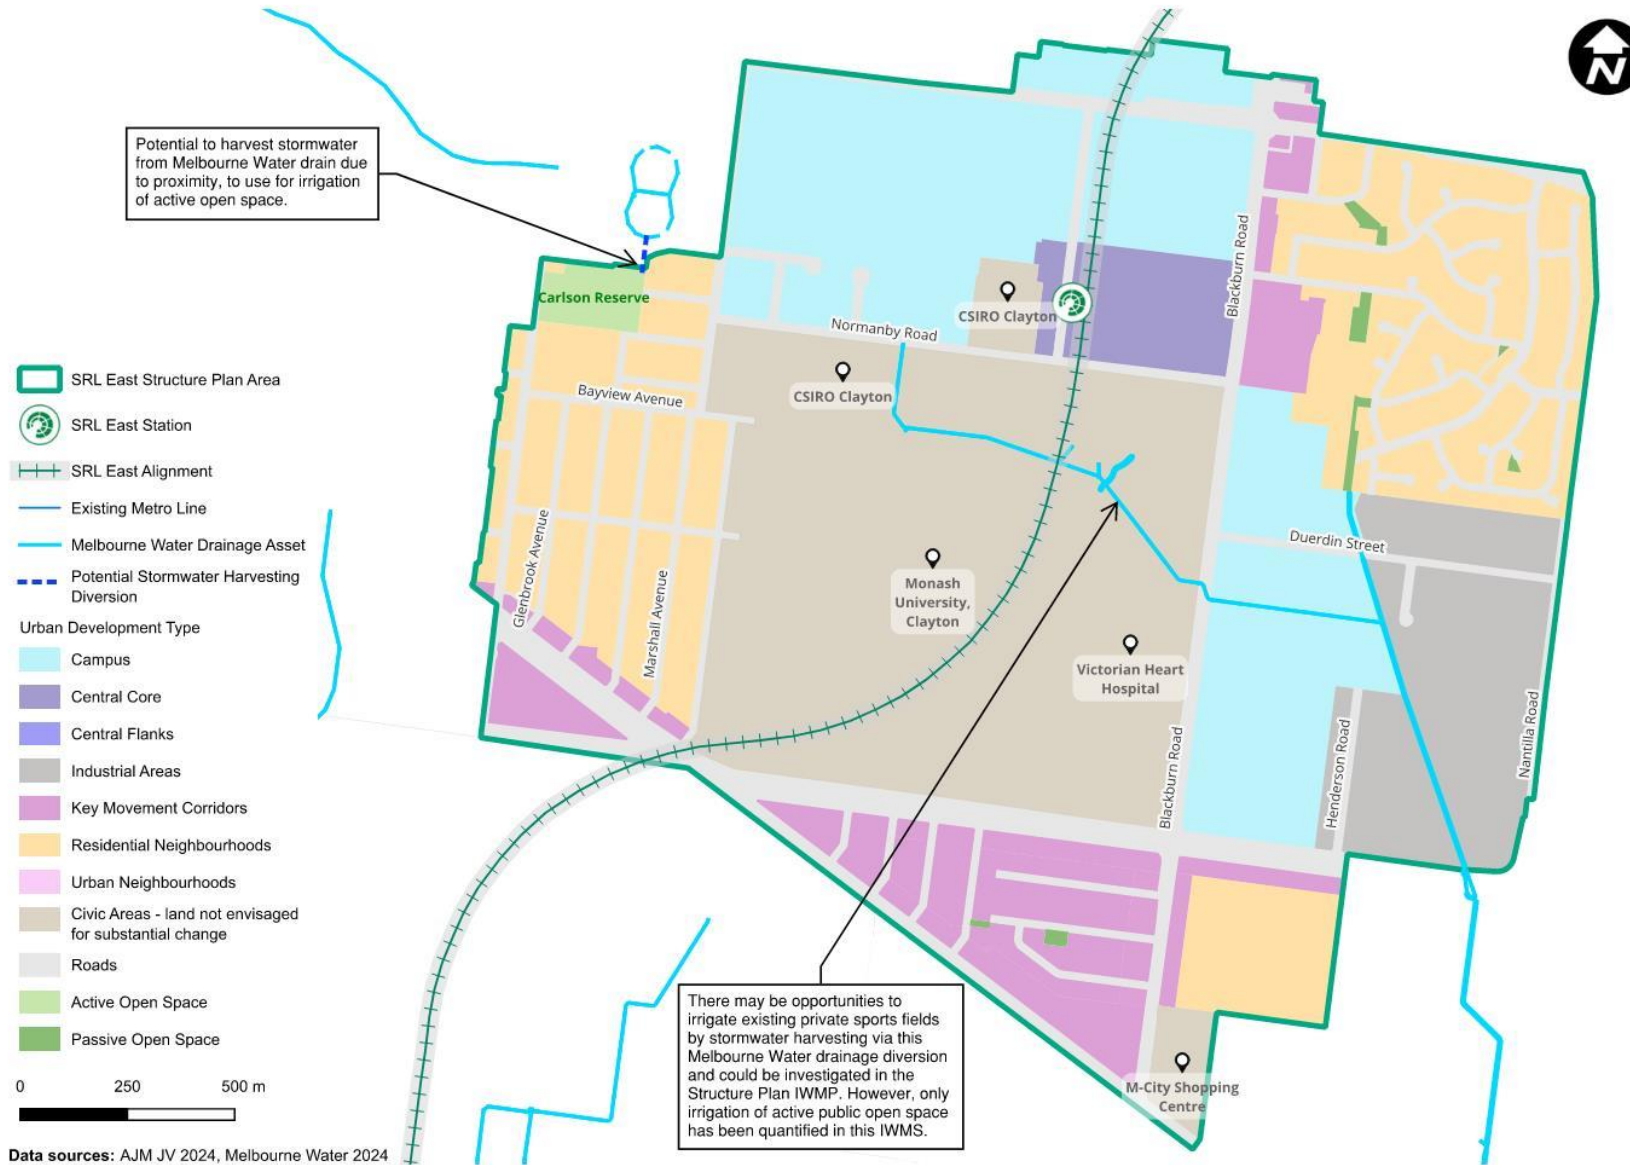 N
Potential to harvest stormwater
from Melbourne Water drain due
to proximity, to use for irrigation
of active open space.
Carlson Reserve
CSIRO Clayton
Normanby Road
Blackburn Road
CSIRO Clayton
Bayview Avenue
Glenbrook Avenue
Marshall Avenue
Monash
University,
Clayton
Victorian Heart
Hospital
Duerdin Street
Blackburn Road
Henderson Road
Nantilla Road
M-City Shopping
Centre
There may be opportunities to
irrigate existing private sports fields
by stormwater harvesting via this
Melbourne Water drainage diversion
and could be investigated in the
Structure Plan IWMP. However, only
irrigation of active public open space
has been quantified in this IWMS.
SRL East Structure Plan Area
SRL East Station
SRL East Alignment
Existing Metro Line
Melbourne Water Drainage Asset
Potential Stormwater Harvesting
Diversion
Urban Development Type
Campus
Central Core
Central Flanks
Industrial Areas
Key Movement Corridors
Residential Neighbourhoods
Urban Neighbourhoods
Civic Areas - land not envisaged
for substantial change
Roads
Active Open Space
Passive Open Space
0 250 500 m
Data sources: AJM JV 2024, Melbourne Water 2024